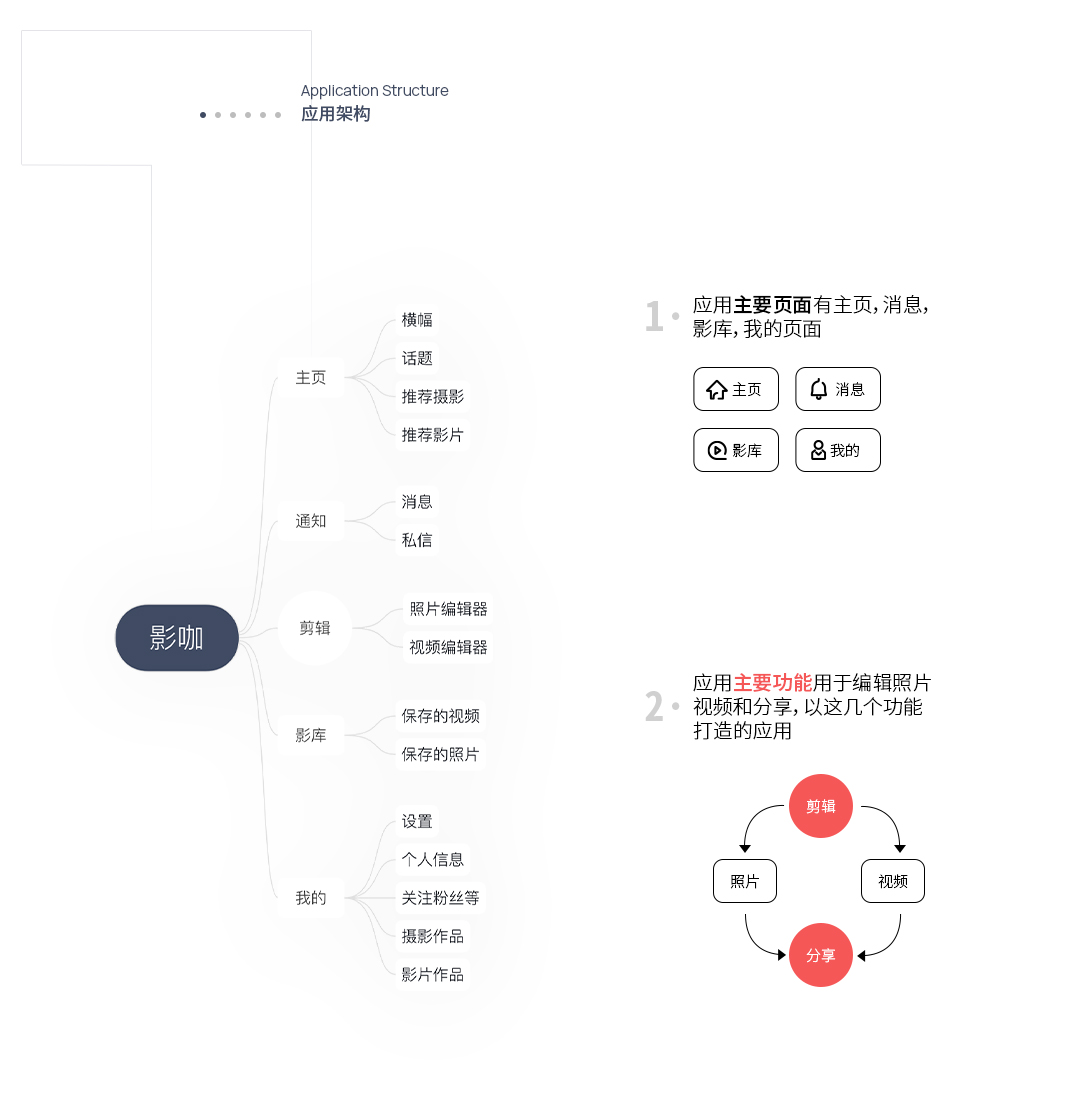 Application Structure
应用架构
影咖
主页
横幅
话题
推荐摄影
推荐影片
通知
消息
私信
剪辑
照片编辑器
视频编辑器
影库
保存的视频
保存的照片
我的
设置
个人信息
关注粉丝等
摄影作品
影片作品
1
应用主要页面有主页，消息，
影库，我的页面
主页
消息
影库
我的
2
应用主要功能用于编辑照片
视频和分享，以这几个功能
打造的应用
剪辑
照片
视频
分享